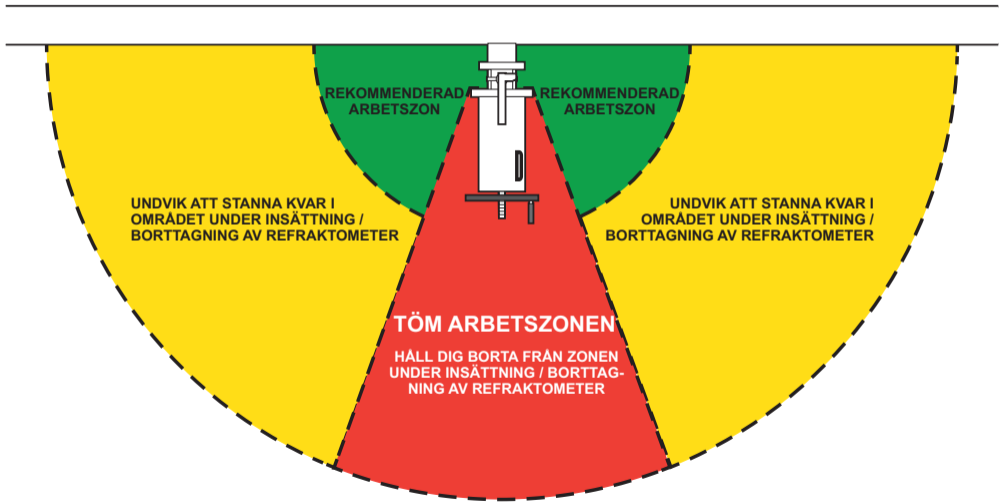 REKOMMENDERAD
ARBETSZON
REKOMMENDERAD
ARBETSZON
UNDVIK ATT STANNA KVAR I
OMRÅDET UNDER INSÄTTNING /
BORTTAGNING AV REFRAKTOMETER
UNDVIK ATT STANNA KVAR I
OMRÅDET UNDER INSÄTTNING /
BORTTAGNING AV REFRAKTOMETER
TÖM ARBETSZONEN
HÅLL DIG BORTA FRÅN ZONEN
UNDER INSÄTTNING / BORTTAG-
NING AV REFRAKTOMETER